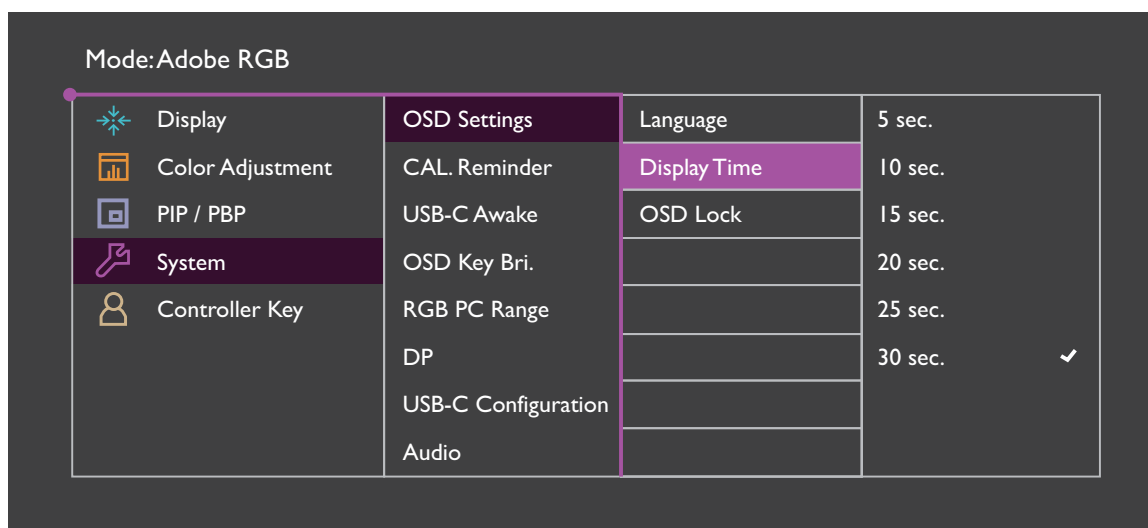 Mode: Adobe RGB
Display
Color Adjustment
PIP / PBP
System
Controller Key
OSD Settings
CAL. Reminder
USB-C Awake
OSD Key Bri.
RGB PC Range
DP
USB-C Configuration
Audio
Language
Display Time
OSD Lock
5 sec.
10 sec.
15 sec.
20 sec.
25 sec.
30 sec.